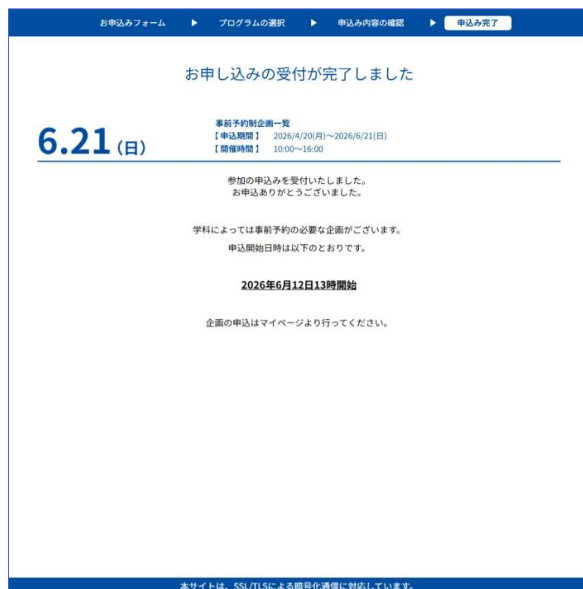 お申込みフォーム ▶ プログラムの選択 ▶ 申込み内容の確認 ▶ 申込み完了
お申し込みの受付が完了しました
6.21（日）
事前予約制企画一覧
【申込期間】 2026/4/20(月)～2026/6/21(日)
【開催時間】 10:00～16:00
参加の申込みを受付いたしました。
お申込ありがとうございました。
学科によっては事前予約の必要な企画がございます。
申込開始日時は以下のとおりです。
2026年6月12日13時開始
企画の申込はマイページより行ってください。
本サイトは、SSL/TLSによる暗号化通信に対応しています。